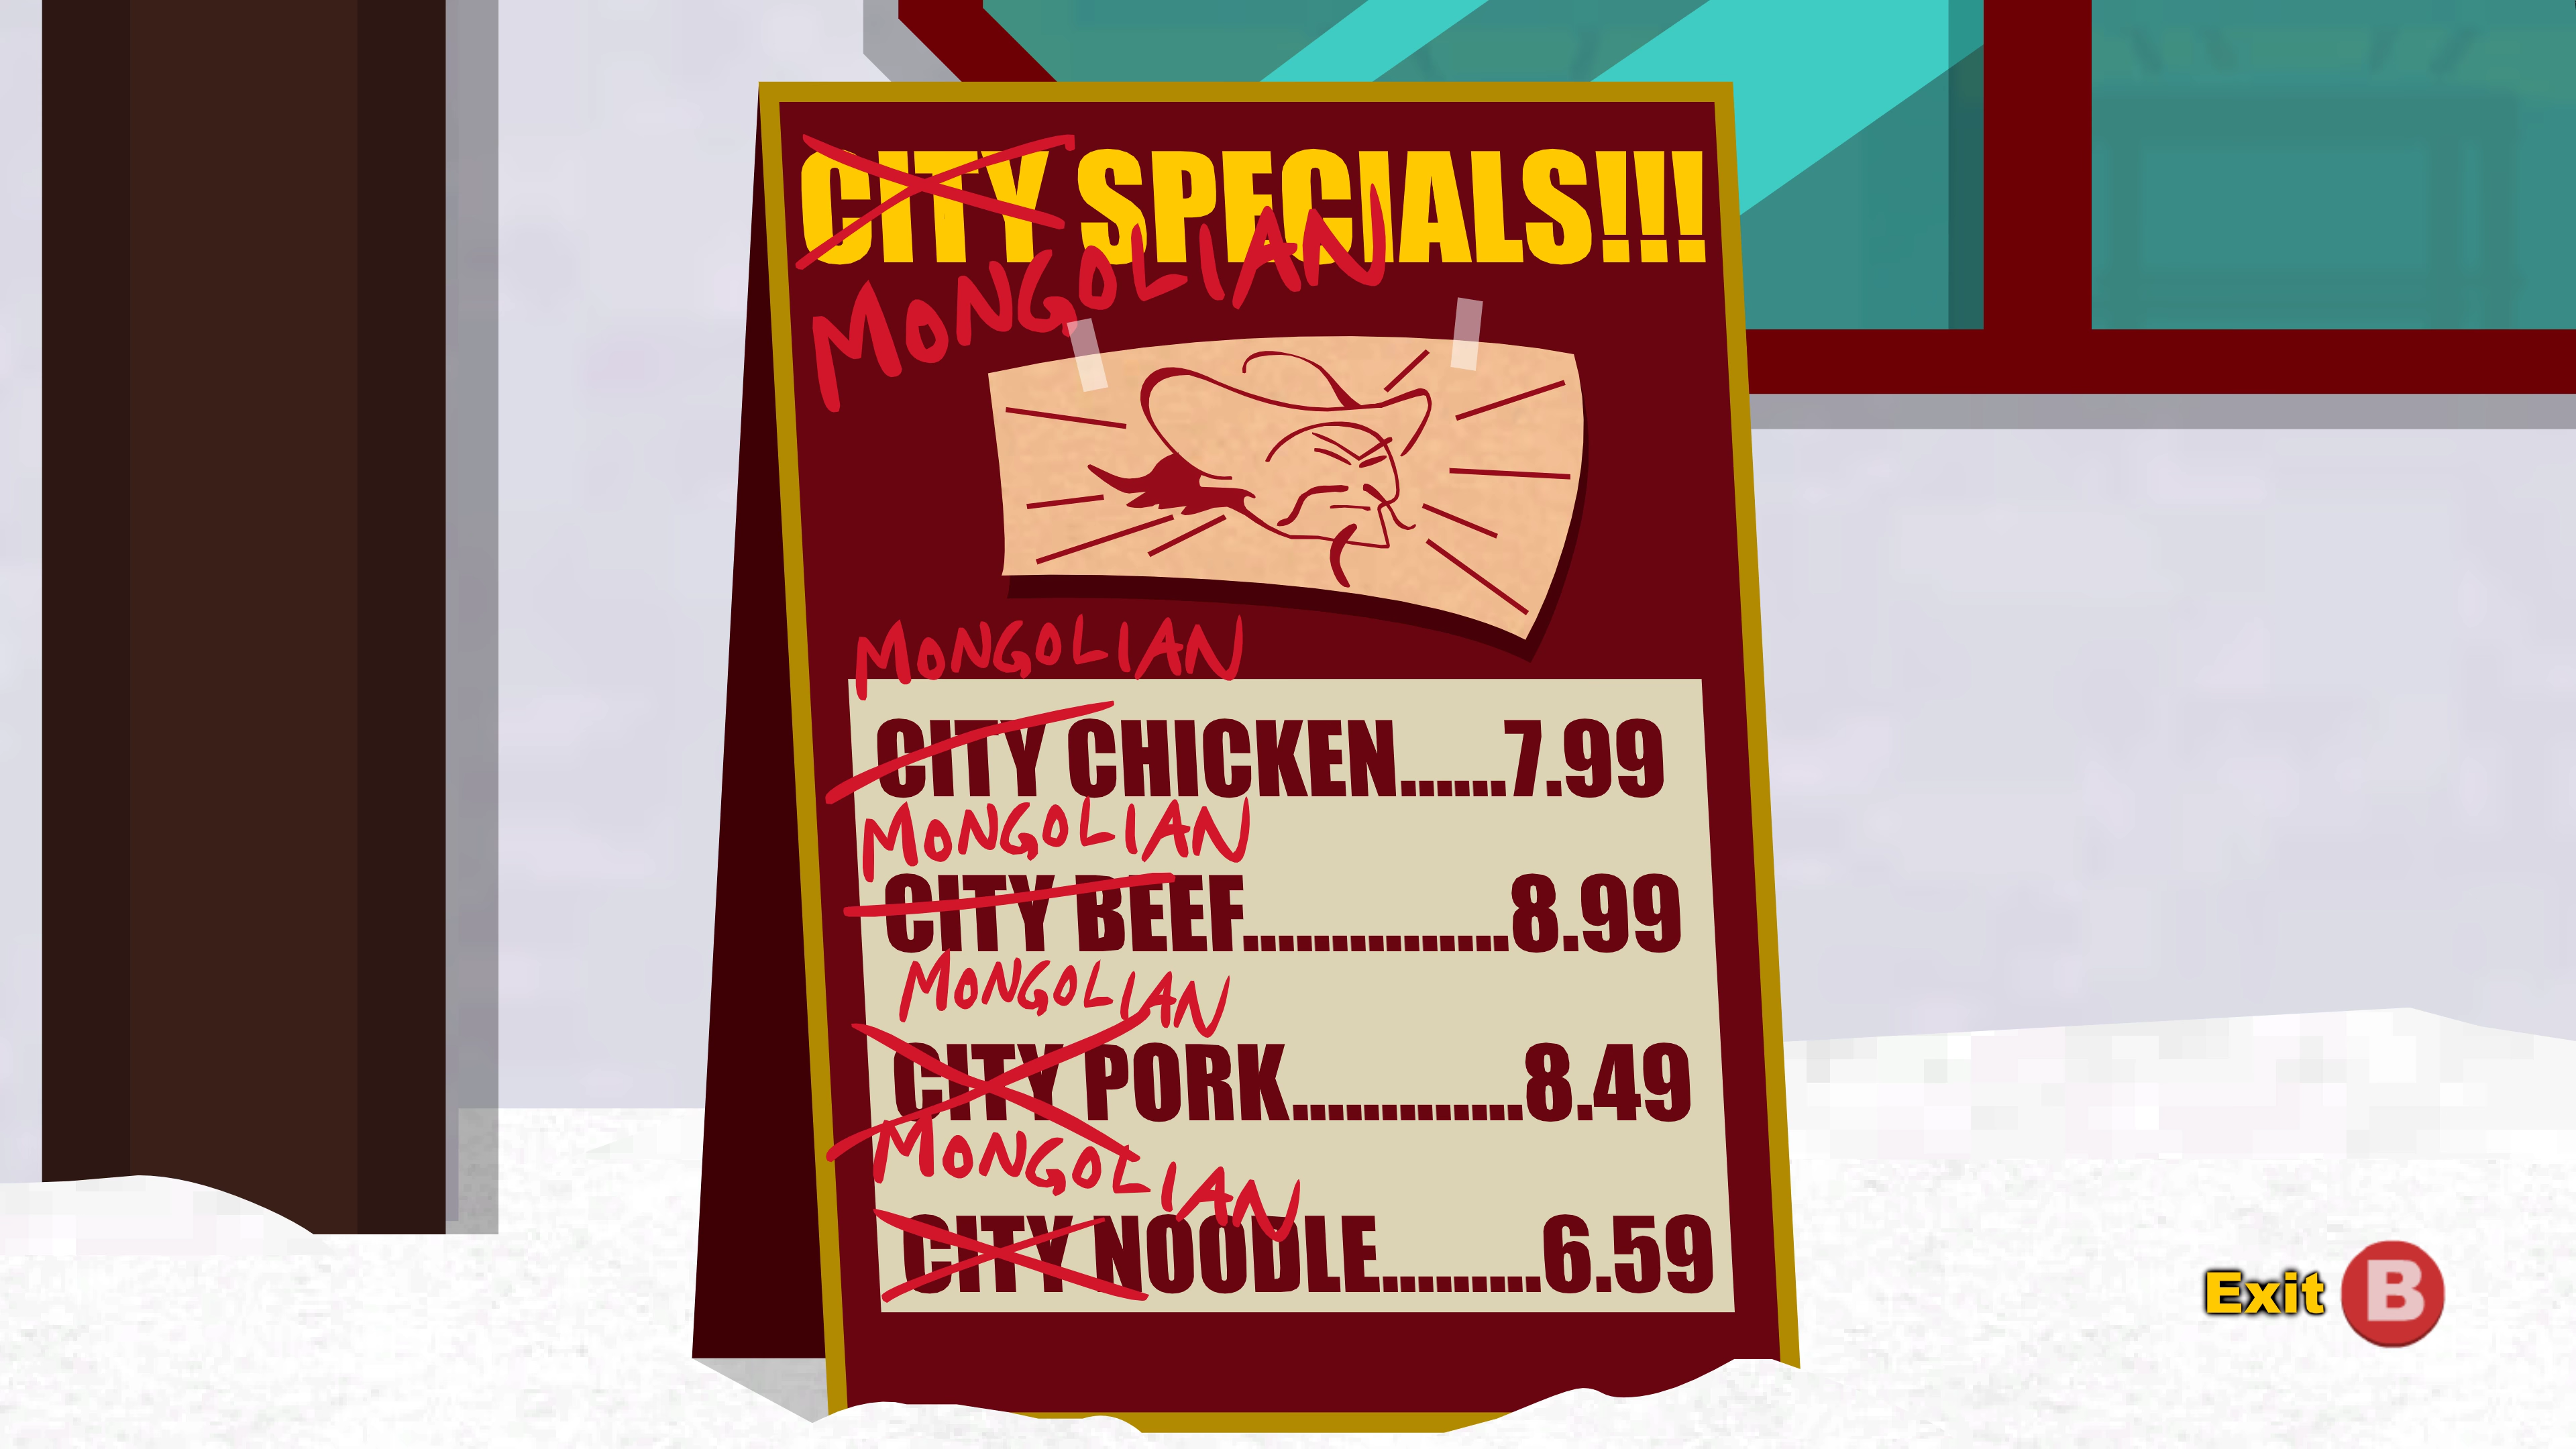 CITY SPECIALS!!!
MONGOLIAN
MONGOLIAN
CITY CHICKEN......7.99
MONGOLIAN
CITY BEEF...............8.99
MONGOLIAN
CITY PORK.............8.49
MONGOLIAN
CITY NOODLE.........6.59
Exit B